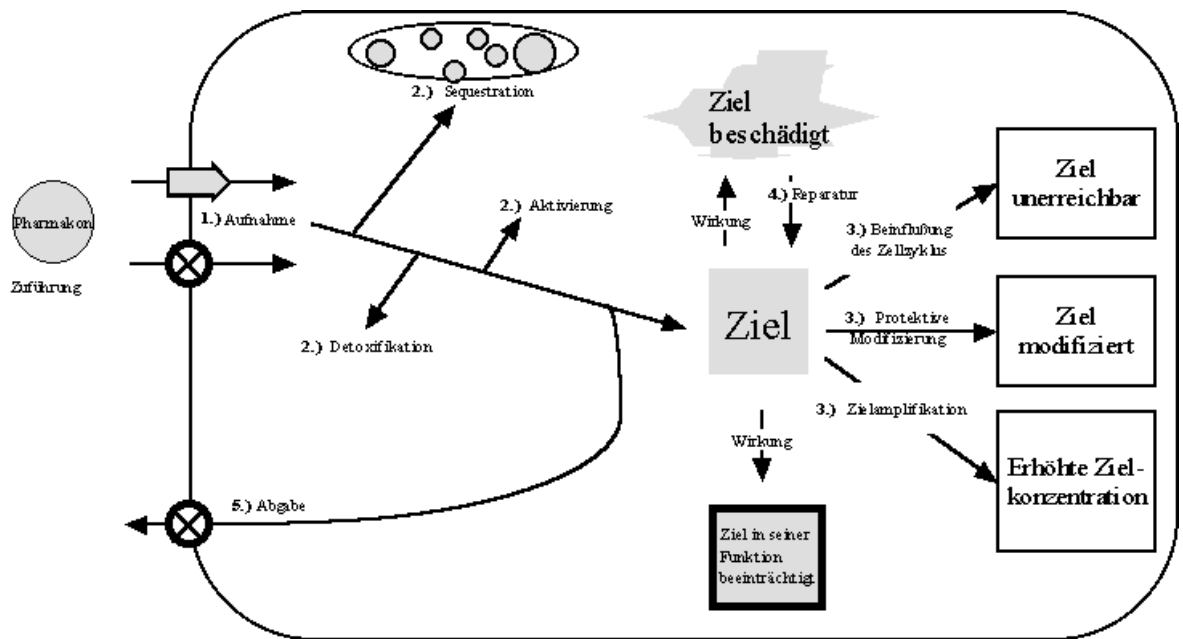 2.) Sequestration
Ziel
beschädigt
Ziel
unerreichbar
Pharmakon
1.) Aufnahme
2.) Aktivierung
Wirkung
4.) Reparatur
3.) Beinflußung
des Zellzyklus
Zuführung
2.) Detoxifikation
Ziel
3.) Protektive
Modifizierung
Ziel
modifiziert
3.) Zielamplifikation
Wirkung
Erhöhte Ziel-
konzentration
5.) Abgabe
Ziel in seiner
Funktion
beeinträchtigt